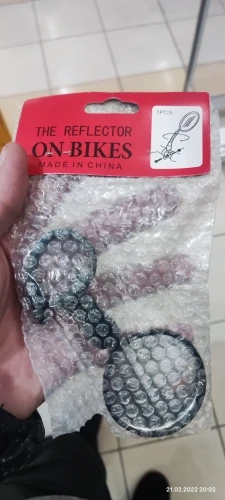 1PCS
THE REFLECTOR
ON BIKES
MADE IN CHINA
21.02.2022 20:02